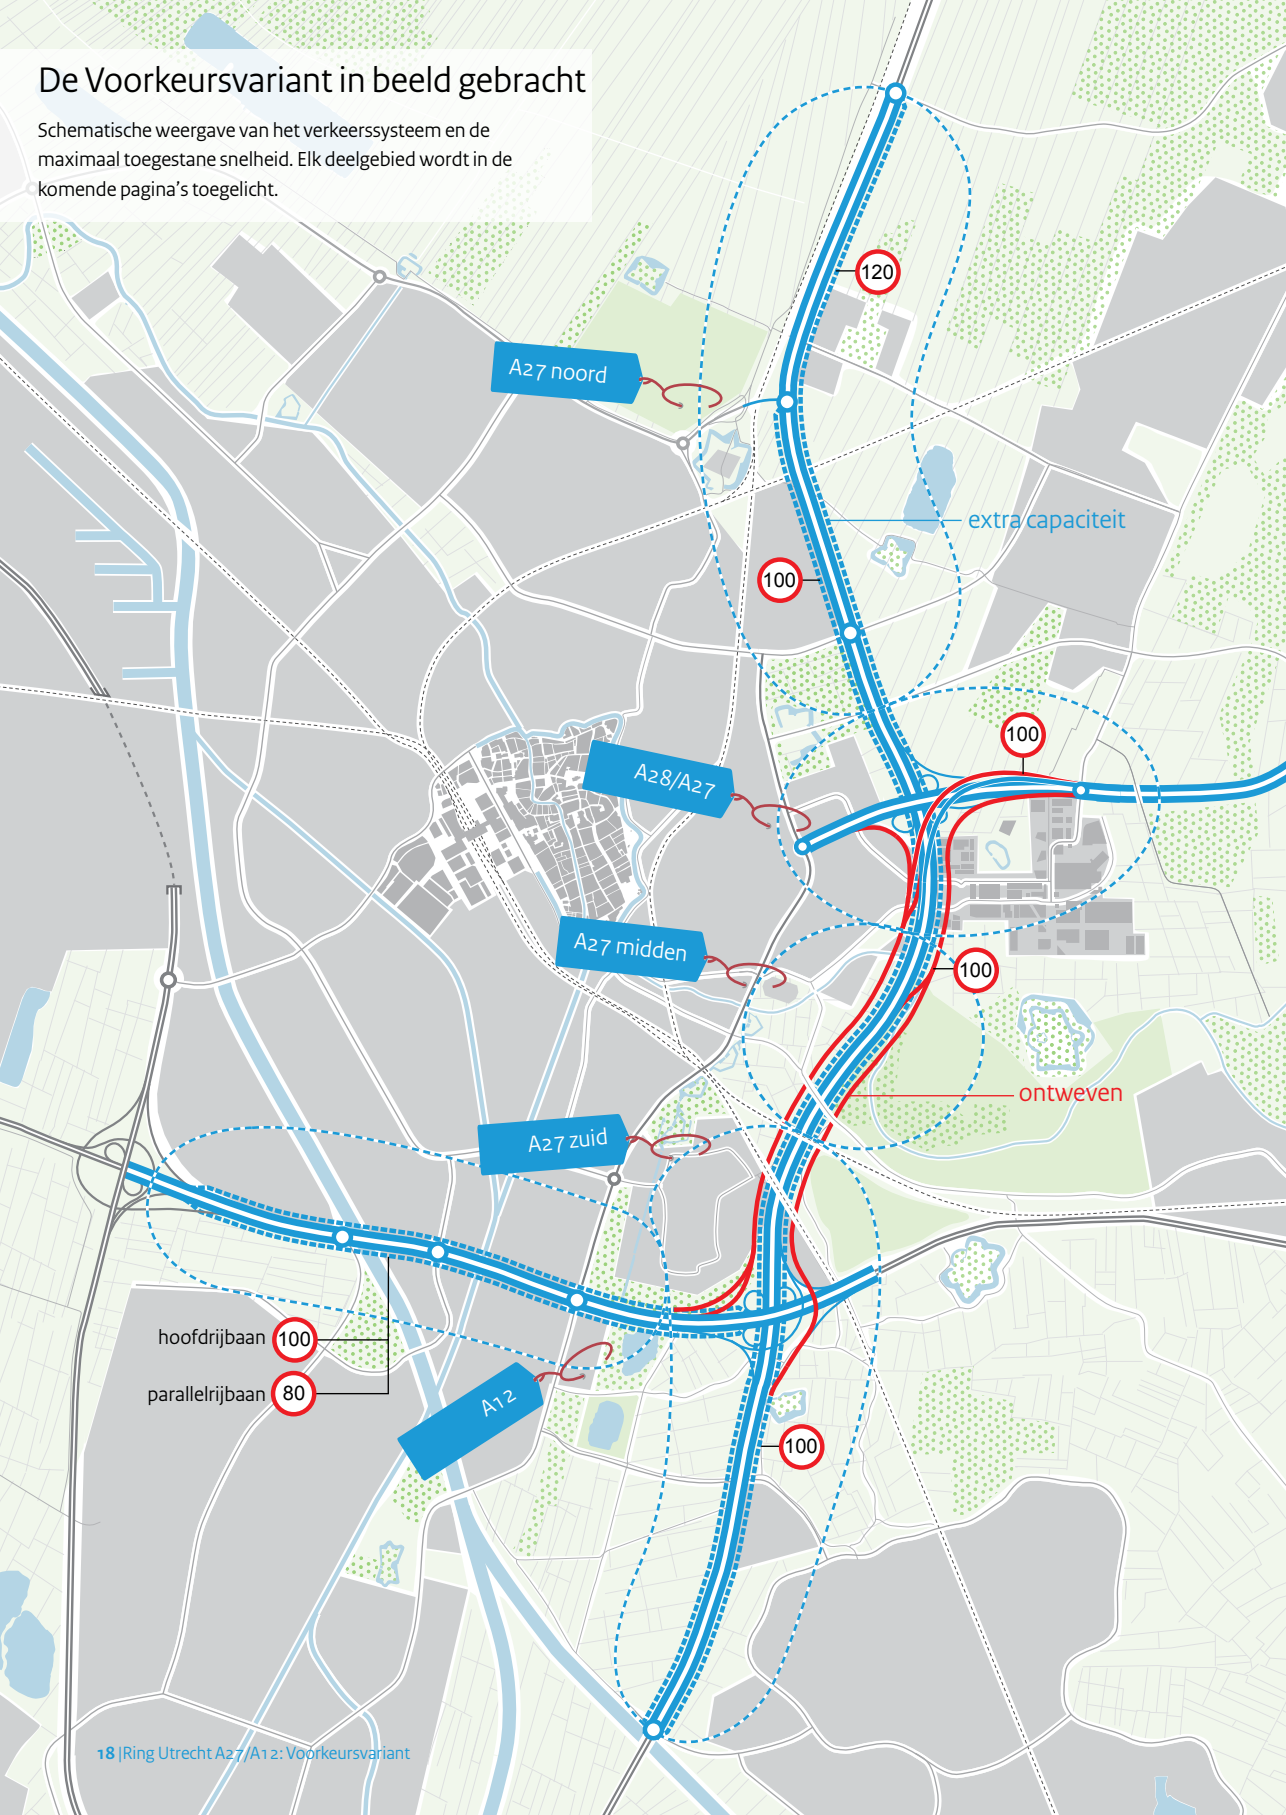 De Voorkeursvariant in beeld gebracht
Schematische weergave van het verkeerssysteem en de
maximaal toegestane snelheid. Elk deelgebied wordt in de
komende pagina's toegelicht.
120
A27 noord
extra capaciteit
100
100
A28/A27
A27 midden
100
ontweven
A27 zuid
hoofdrijbaan 100
parallelrijbaan 80
A12
100
18 |Ring Utrecht A27/A12: Voorkeursvariant